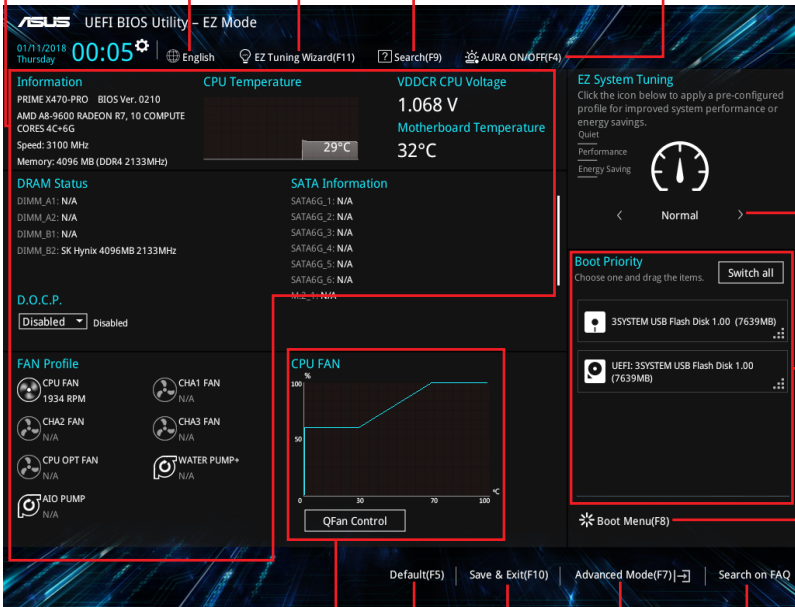 ASUS UEFI BIOS Utility – EZ Mode
01/11/2018
Thursday
00:05
English
EZ Tuning Wizard(F11)
? Search(F9)
AURA ON/OFF(F4)
Information
PRIME X470-PRO BIOS Ver. 0210
AMD A8-9600 RADEON R7, 10 COMPUTE
CORES 4C+6G
Speed: 3100 MHz
Memory: 4096 MB (DDR4 2133MHz)
CPU Temperature
29°C
VDDCR CPU Voltage
1.068 V
Motherboard Temperature
32°C
EZ System Tuning
Click the icon below to apply a pre-configured
profile for improved system performance or
energy savings.
Quiet
Performance
Energy Saving
Normal
DRAM Status
DIMM_A1: N/A
DIMM_A2: N/A
DIMM_B1: N/A
DIMM_B2: SK Hynix 4096MB 2133MHz
SATA Information
SATA6G_1: N/A
SATA6G_2: N/A
SATA6G_3: N/A
SATA6G_4: N/A
SATA6G_5: N/A
SATA6G_6: N/A
M.2_1: N/A
D.O.C.P.
Disabled
Disabled
Boot Priority
Choose one and drag the items.
Switch all
3SYSTEM USB Flash Disk 1.00 (7639MB)
UEFI: 3SYSTEM USB Flash Disk 1.00
(7639MB)
FAN Profile
CPU FAN
1934 RPM
CHA1 FAN
N/A
CHA2 FAN
N/A
CHA3 FAN
N/A
CPU OPT FAN
N/A
WATER PUMP+
N/A
AIO PUMP
N/A
CPU FAN
%
100
50
0
30
70
100
°C
QFan Control
Boot Menu(F8)
Default(F5)
Save & Exit(F10)
Advanced Mode(F7)
Search on FAQ